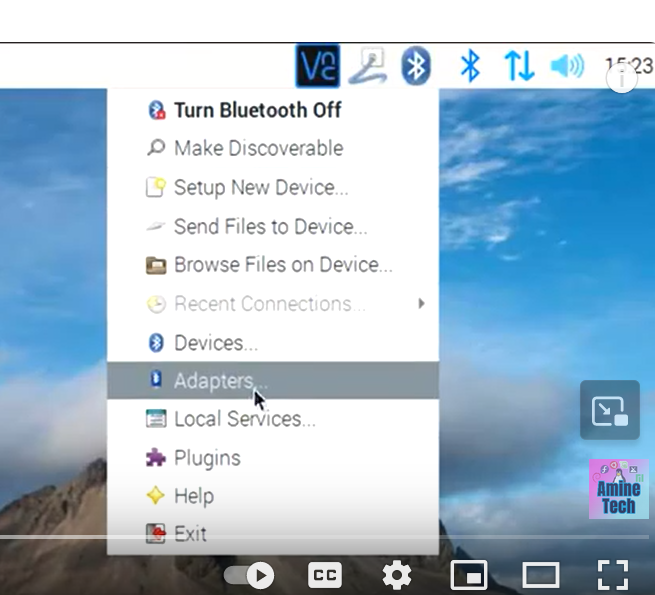 VNC
15:23
Turn Bluetooth Off
Make Discoverable
Setup New Device...
Send Files to Device...
Browse Files on Device...
Recent Connections...
Devices...
Adapters...
Local Services...
Plugins
Help
Exit
Amine
Tech
CC